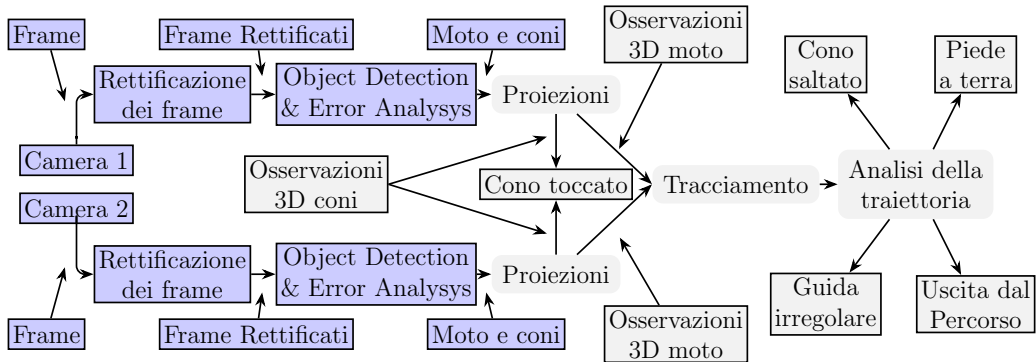 Frame
Frame Rettificati
Moto e coni
Osservazioni
3D moto
Cono
saltato
Piede
a terra
Rettificazione
dei frame
Object Detection
& Error Analysys
Proiezioni
Camera 1
Osservazioni
3D coni
Cono toccato
Tracciamento
Analisi della
traiettoria
Camera 2
Rettificazione
dei frame
Object Detection
& Error Analysys
Proiezioni
Guida
irregolare
Uscita dal
Percorso
Frame
Frame Rettificati
Moto e coni
Osservazioni
3D moto